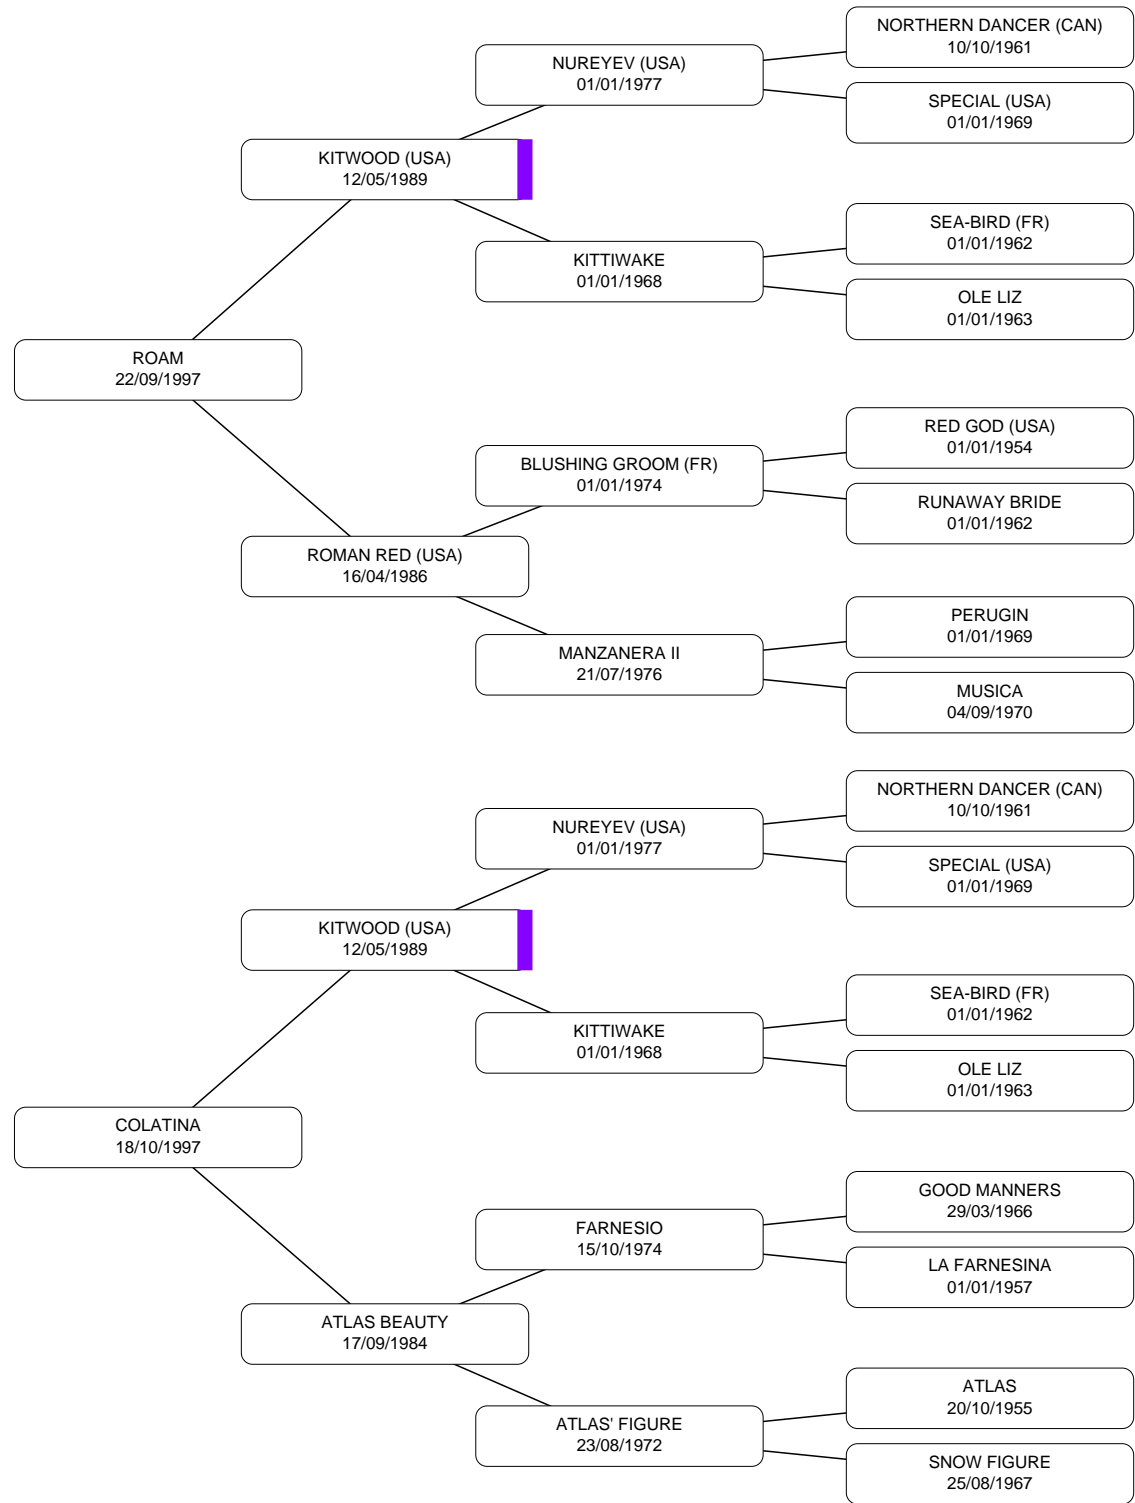 NORTHERN DANCER (CAN)
10/10/1961
NUREYEV (USA)
01/01/1977
SPECIAL (USA)
01/01/1969
KITWOOD (USA)
12/05/1989
SEA-BIRD (FR)
01/01/1962
KITTIWAKE
01/01/1968
OLE LIZ
01/01/1963
ROAM
22/09/1997
RED GOD (USA)
01/01/1954
BLUSHING GROOM (FR)
01/01/1974
RUNAWAY BRIDE
01/01/1962
ROMAN RED (USA)
16/04/1986
PERUGIN
01/01/1969
MANZANERA II
21/07/1976
MUSICA
04/09/1970
NORTHERN DANCER (CAN)
10/10/1961
NUREYEV (USA)
01/01/1977
SPECIAL (USA)
01/01/1969
KITWOOD (USA)
12/05/1989
SEA-BIRD (FR)
01/01/1962
KITTIWAKE
01/01/1968
OLE LIZ
01/01/1963
COLATINA
18/10/1997
GOOD MANNERS
29/03/1966
FARNESIO
15/10/1974
LA FARNESINA
01/01/1957
ATLAS BEAUTY
17/09/1984
ATLAS
20/10/1955
ATLAS' FIGURE
23/08/1972
SNOW FIGURE
25/08/1967